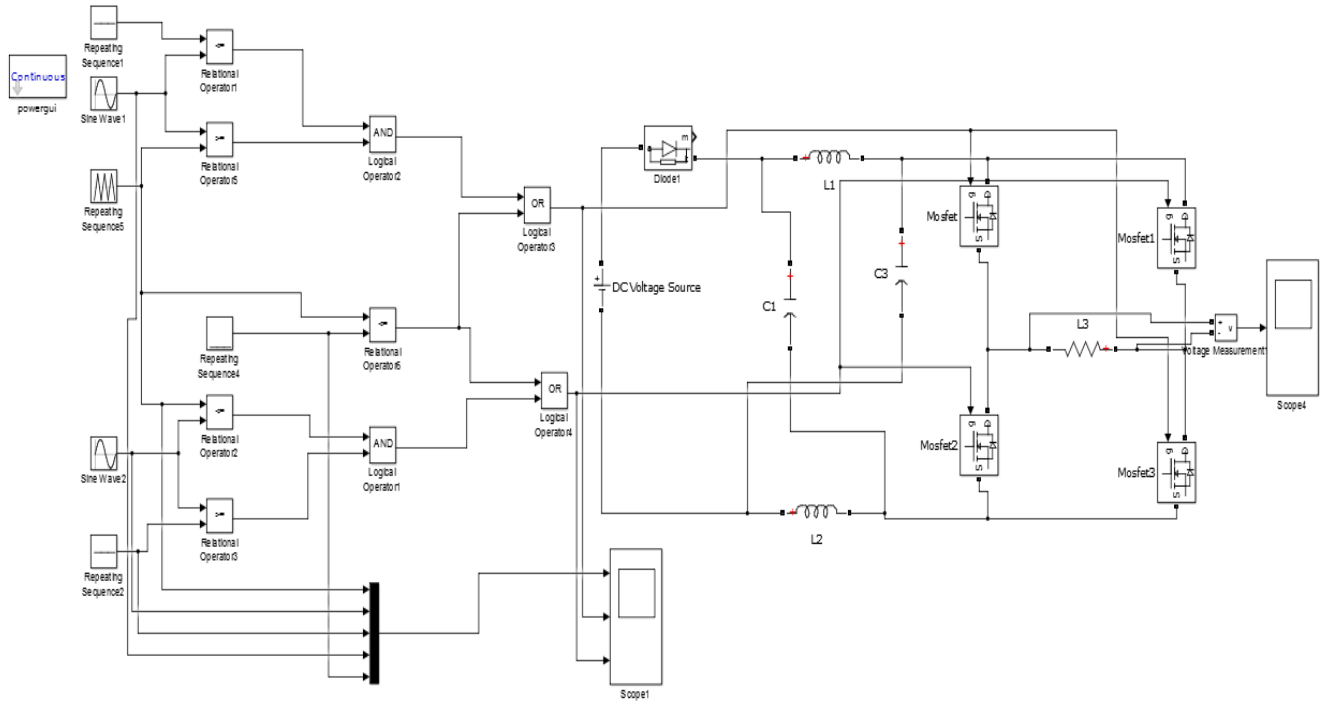 Repeating
Sequence1
<=
Relational
Operator1
Continuous
powergui
Sine Wave1
>=
Relational
Operator5
AND
Logical
Operator2
Repeating
Sequence5
OR
Logical
Operator3
m
Diode1
L1
g
D
S
Mosfet
g
D
S
Mosfet1
+
DC Voltage Source
+
C1
+
C3
<=
Relational
Operator6
Repeating
Sequence4
L3
+
-
v
Voltage Measurement1
Scope4
OR
Logical
Operator4
<=
Relational
Operator2
AND
Logical
Operator1
Sine Wave2
g
D
S
Mosfet2
g
D
S
Mosfet3
>=
Relational
Operator3
L2
Repeating
Sequence2
Scope1